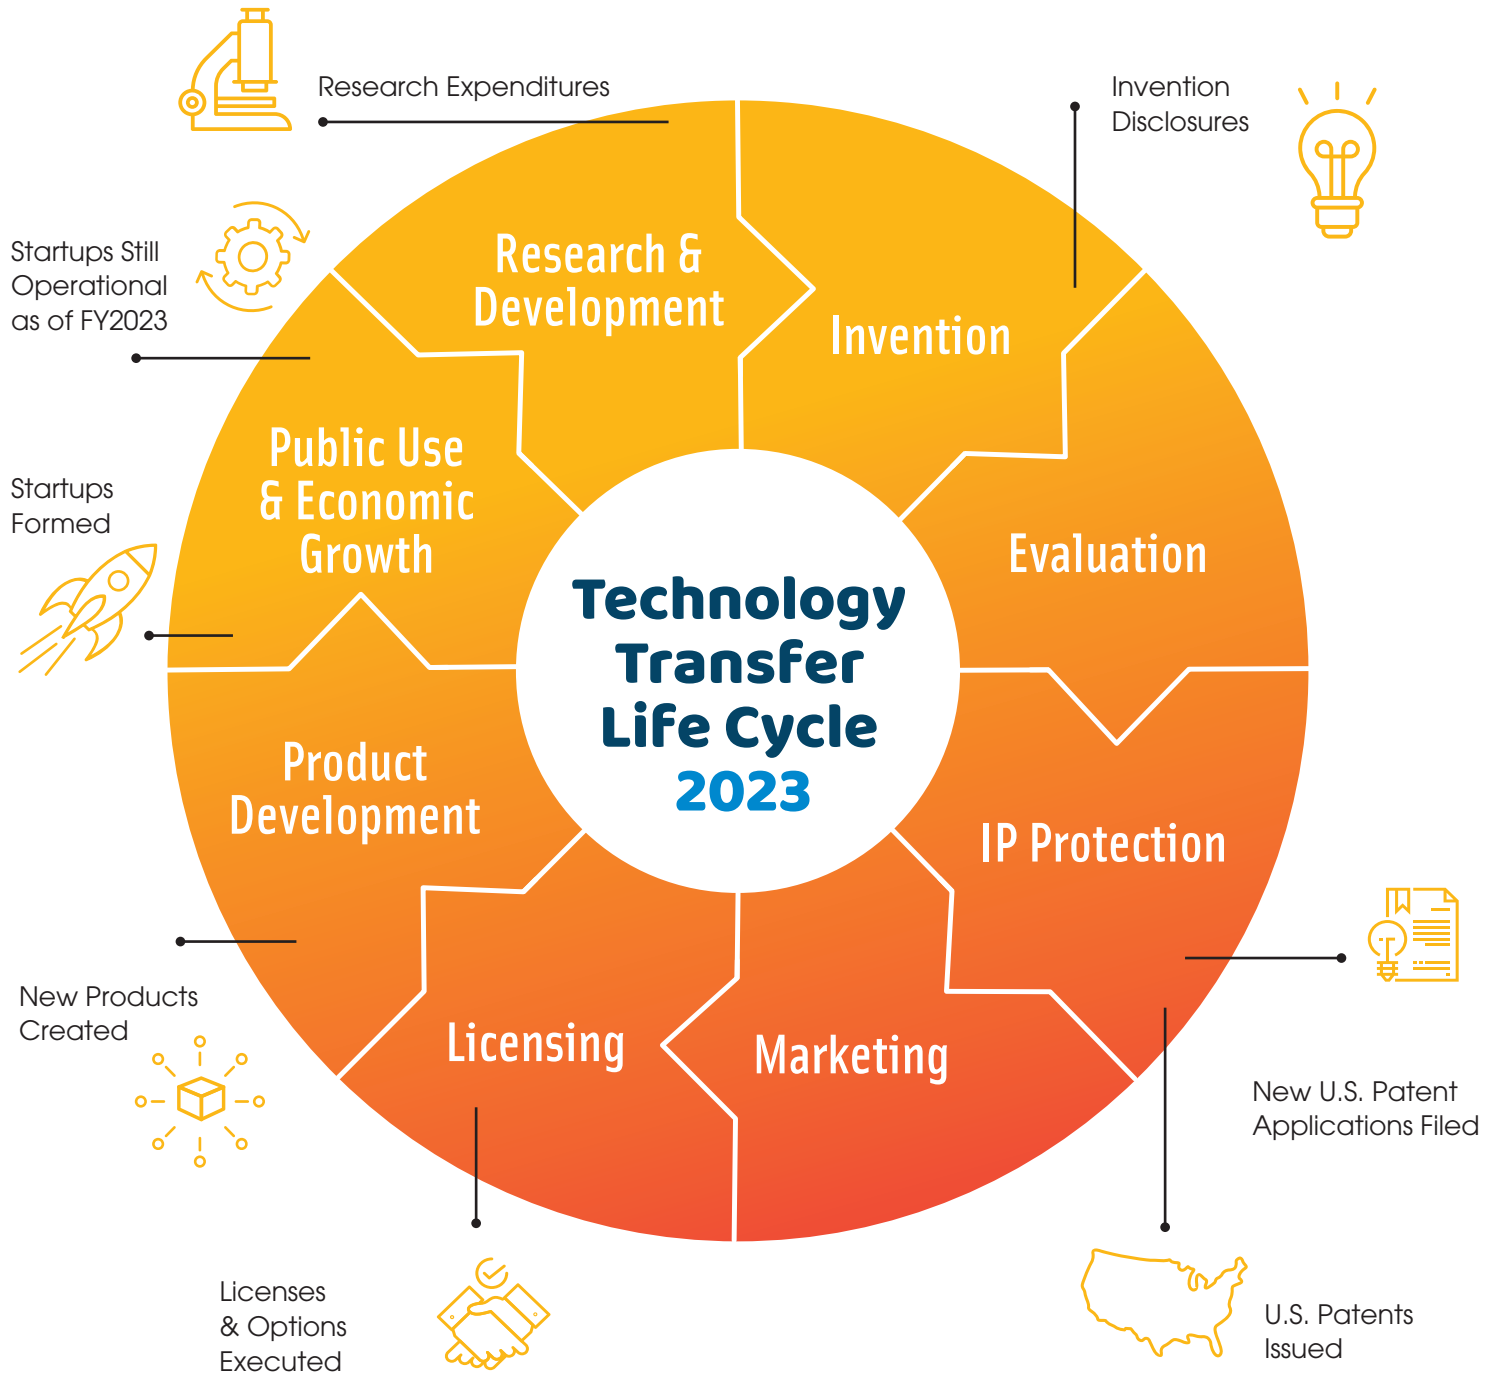 Research Expenditures
Invention
Disclosures
Startups Still
Operational
as of FY2023
Startups
Formed
Research &
Development
Invention
Public Use
& Economic
Growth
Evaluation
Technology
Transfer
Life Cycle
2023
Product
Development
IP Protection
Licensing
Marketing
New Products
Created
New U.S. Patent
Applications Filed
Licenses
& Options
Executed
U.S. Patents
Issued